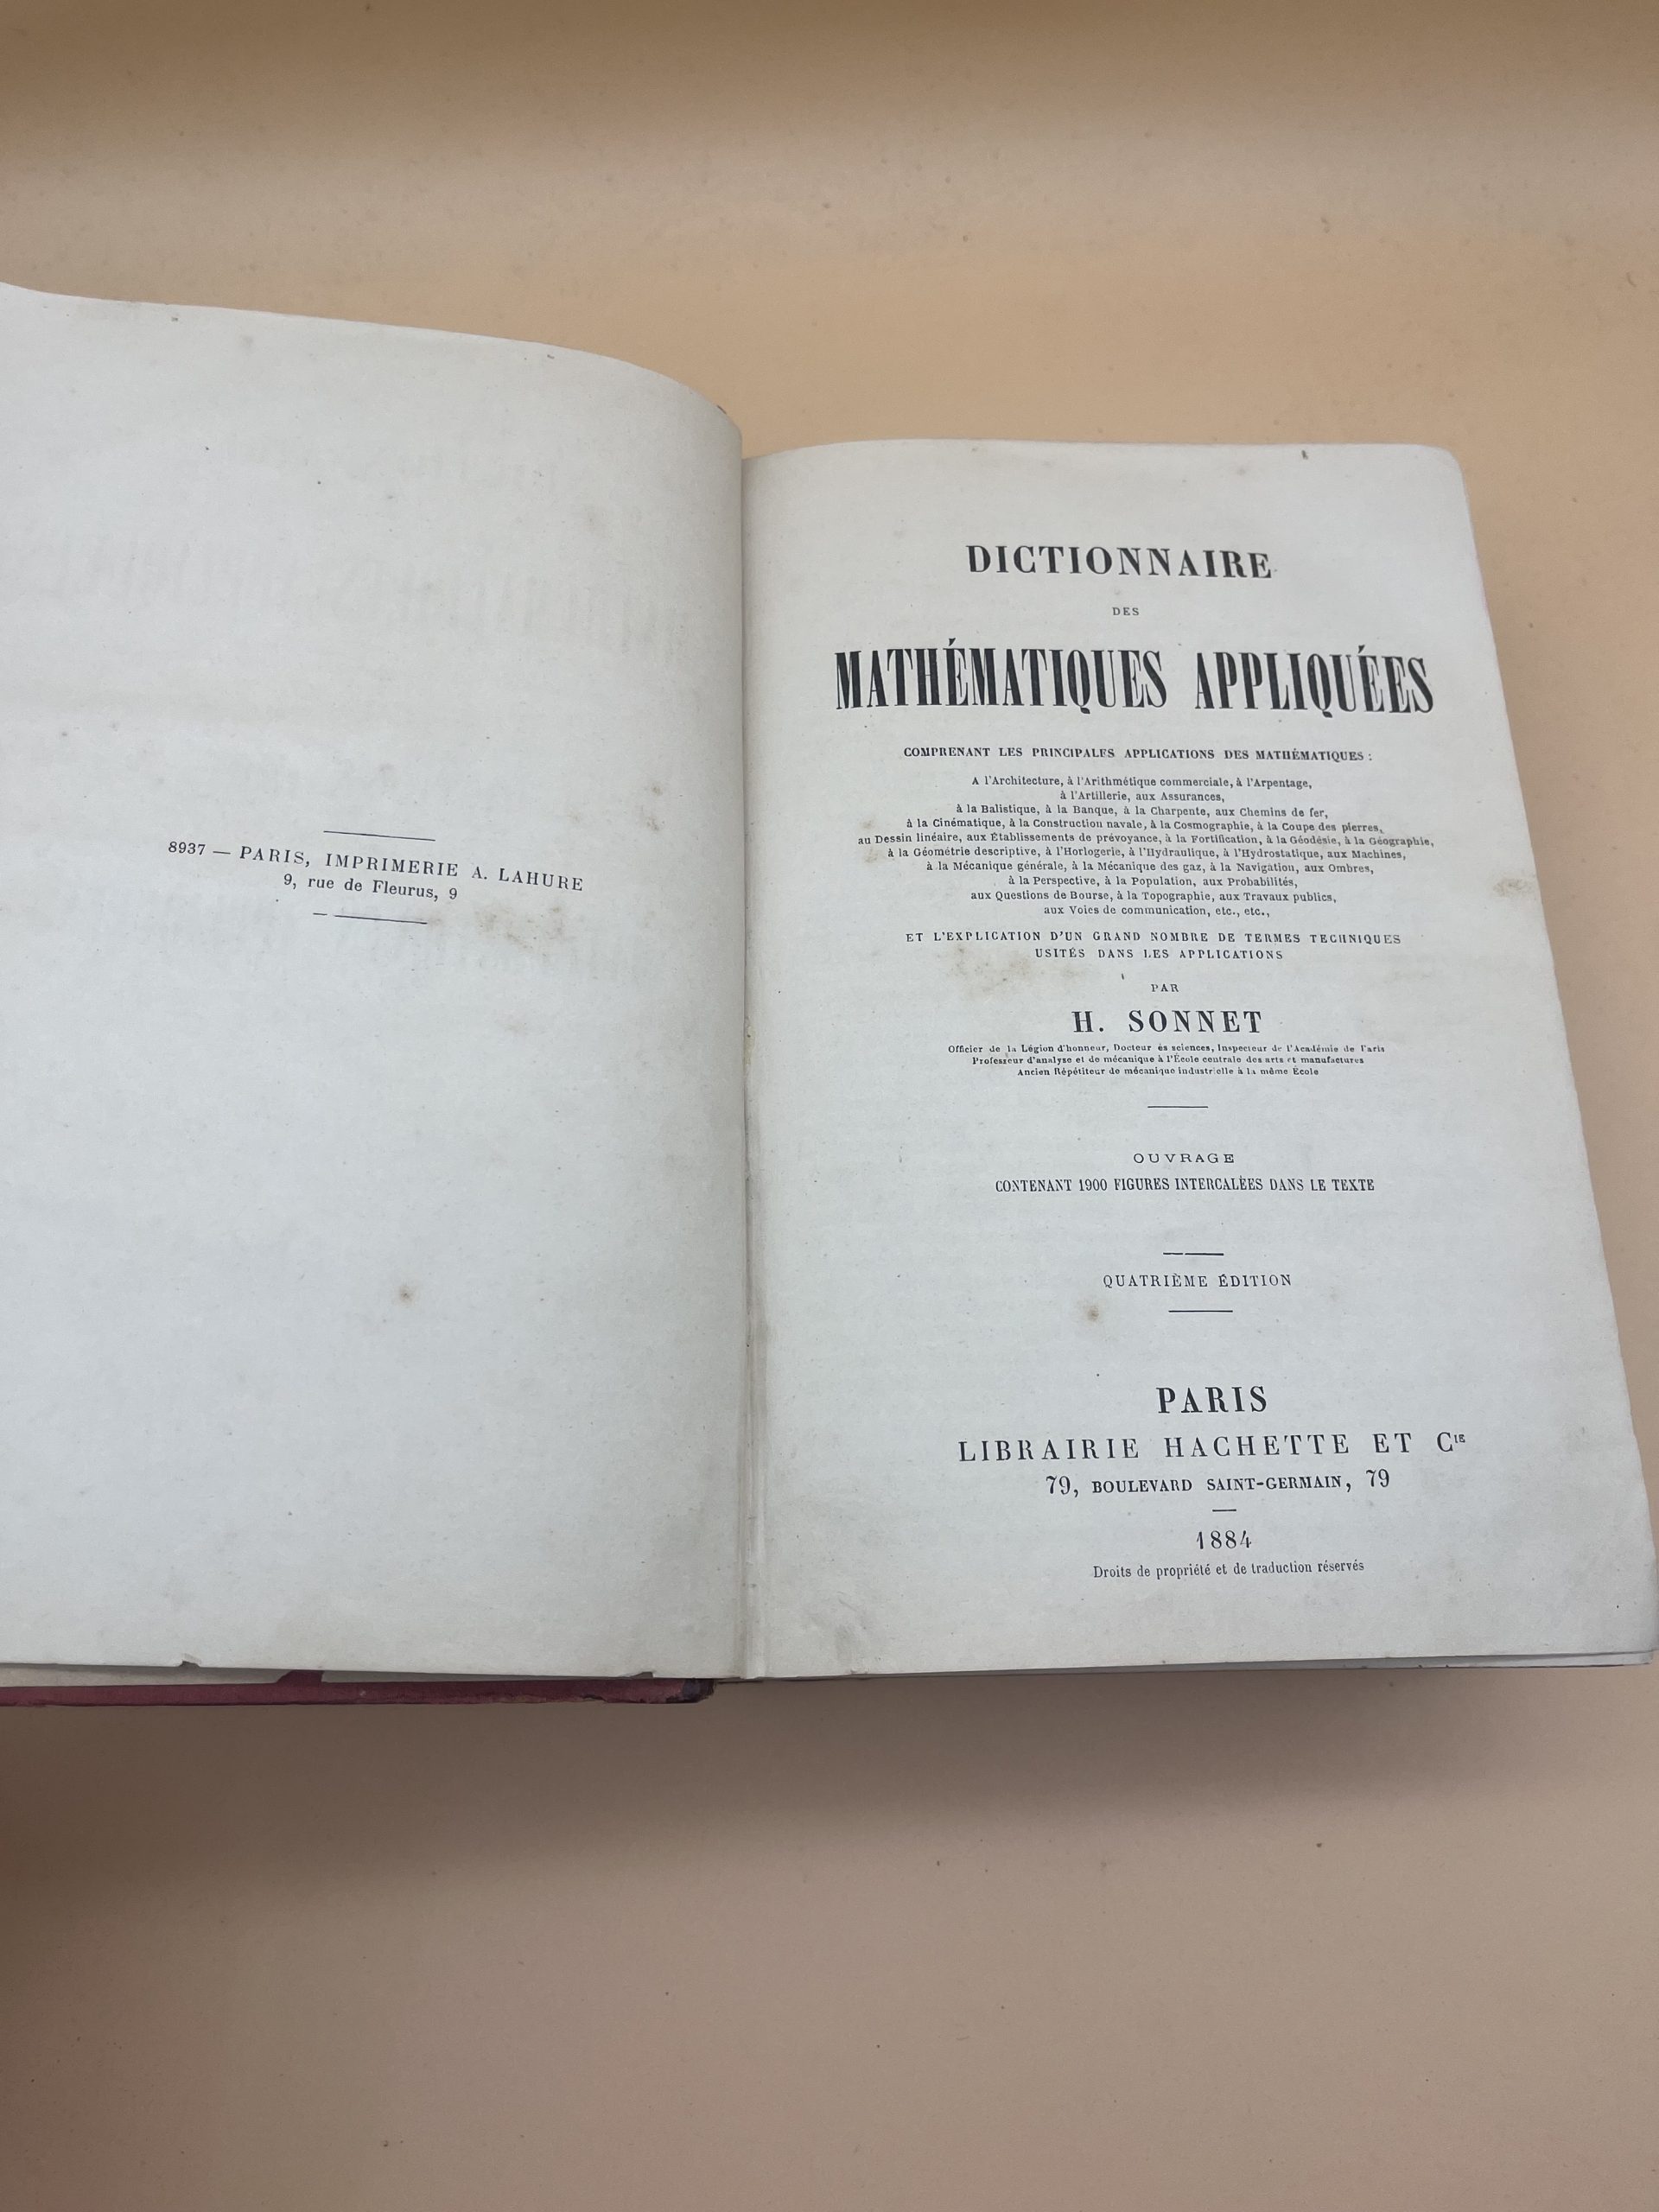 8937 — PARIS, IMPRIMERIE A. LAHURE
9, rue de Fleurus, 9
DICTIONNAIRE
DES
MATHÉMATIQUES APPLIQUÉES
COMPRENANT LES PRINCIPALES APPLICATIONS DES MATHÉMATIQUES :
A l'Architecture, à l'Arithmétique commerciale, à l'Arpentage,
à l'Artillerie, aux Assurances,
à la Balistique, à la Banque, à la Charpente, aux Chemins de fer,
à la Cinématique, à la Construction navale, à la Cosmographie, à la Coupe des pierres,
au Dessin linéaire, aux Établissements de prévoyance, à la Fortification, à la Géodésie, à la Géographie,
à la Géométrie descriptive, à l'Horlogerie, à l'Hydraulique, à l'Hydrostatique, aux Machines,
à la Mécanique générale, à la Mécanique des gaz, à la Navigation, aux Ombres,
à la Perspective, à la Population, aux Probabilités,
aux Questions de Bourse, à la Topographie, aux Travaux publics,
aux Voies de communication, etc., etc.,
ET L'EXPLICATION D'UN GRAND NOMBRE DE TERMES TECHNIQUES
USITÉS DANS LES APPLICATIONS
PAR
H. SONNET
Officier de la Légion d'honneur, Docteur ès sciences, Inspecteur de l'Académie de Paris
Professeur d'analyse et de mécanique à l'École centrale des arts et manufactures
Ancien Répétiteur de mécanique industrielle à la même École
OUVRAGE
CONTENANT 1900 FIGURES INTERCALÉES DANS LE TEXTE
QUATRIÈME ÉDITION
PARIS
LIBRAIRIE HACHETTE ET Cie
79, BOULEVARD SAINT-GERMAIN, 79
1884
Droits de propriété et de traduction réservés